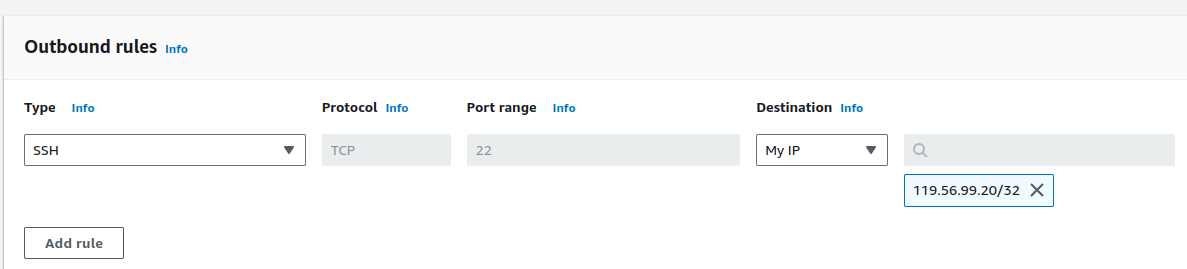 Outbound rules Info
Type Info Protocol Info Port range Info Destination Info
SSH TCP 22 My IP
119.56.99.20/32
Add rule